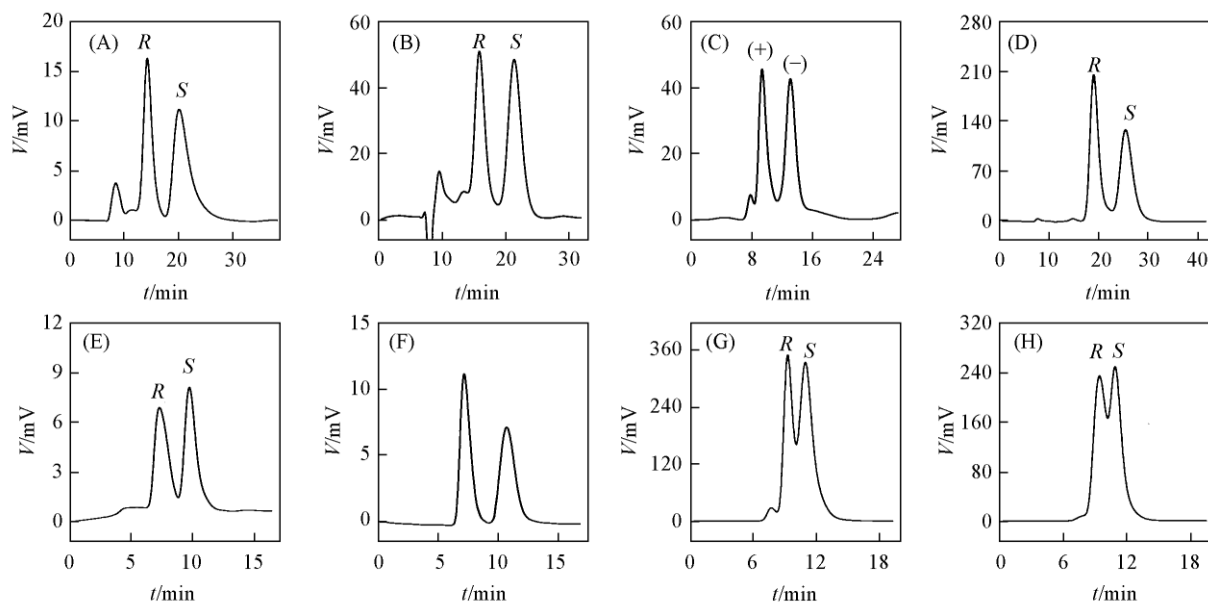 20
15
10
5
0
V/mV
(A)
R
S
0 10 20 30
t/min
60
40
20
0
V/mV
(B)
R
S
0 10 20 30
t/min
60
40
20
0
V/mV
(C)
(+)
(−)
0 8 16 24
t/min
280
210
140
70
0
V/mV
(D)
R
S
0 10 20 30 40
t/min
12
9
6
3
0
V/mV
(E)
R
S
0 5 10 15
t/min
15
10
5
0
V/mV
(F)
0 5 10 15
t/min
360
240
120
0
V/mV
(G)
R
S
0 6 12 18
t/min
320
240
160
80
0
V/mV
(H)
R
S
0 6 12 18
t/min